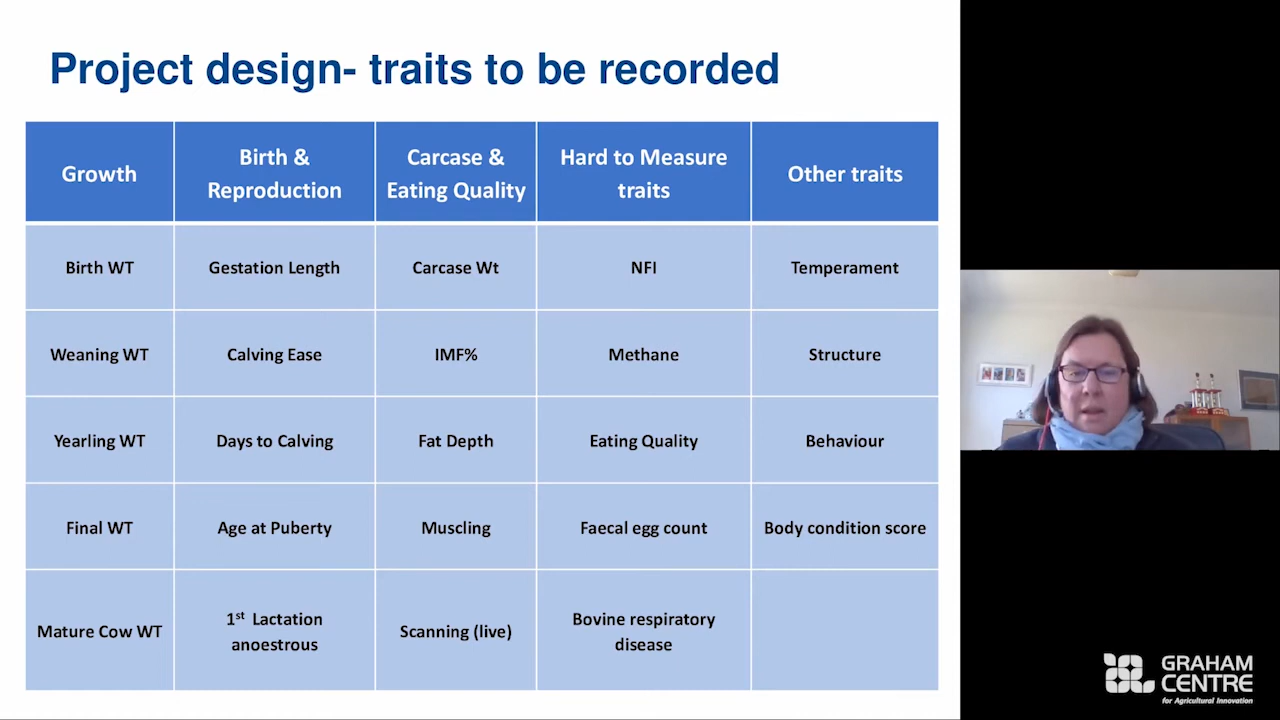 Project design- traits to be recorded
Growth
Birth &
Reproduction
Carcase &
Eating Quality
Hard to Measure
traits
Other traits
Birth WT
Gestation Length
Carcase Wt
NFI
Temperament
Weaning WT
Calving Ease
IMF%
Methane
Structure
Yearling WT
Days to Calving
Fat Depth
Eating Quality
Behaviour
Final WT
Age at Puberty
Muscling
Faecal egg count
Body condition score
Mature Cow WT
1st Lactation
anoestrous
Scanning (live)
Bovine respiratory
disease
GRAHAM
CENTRE
for Agricultural Innovation